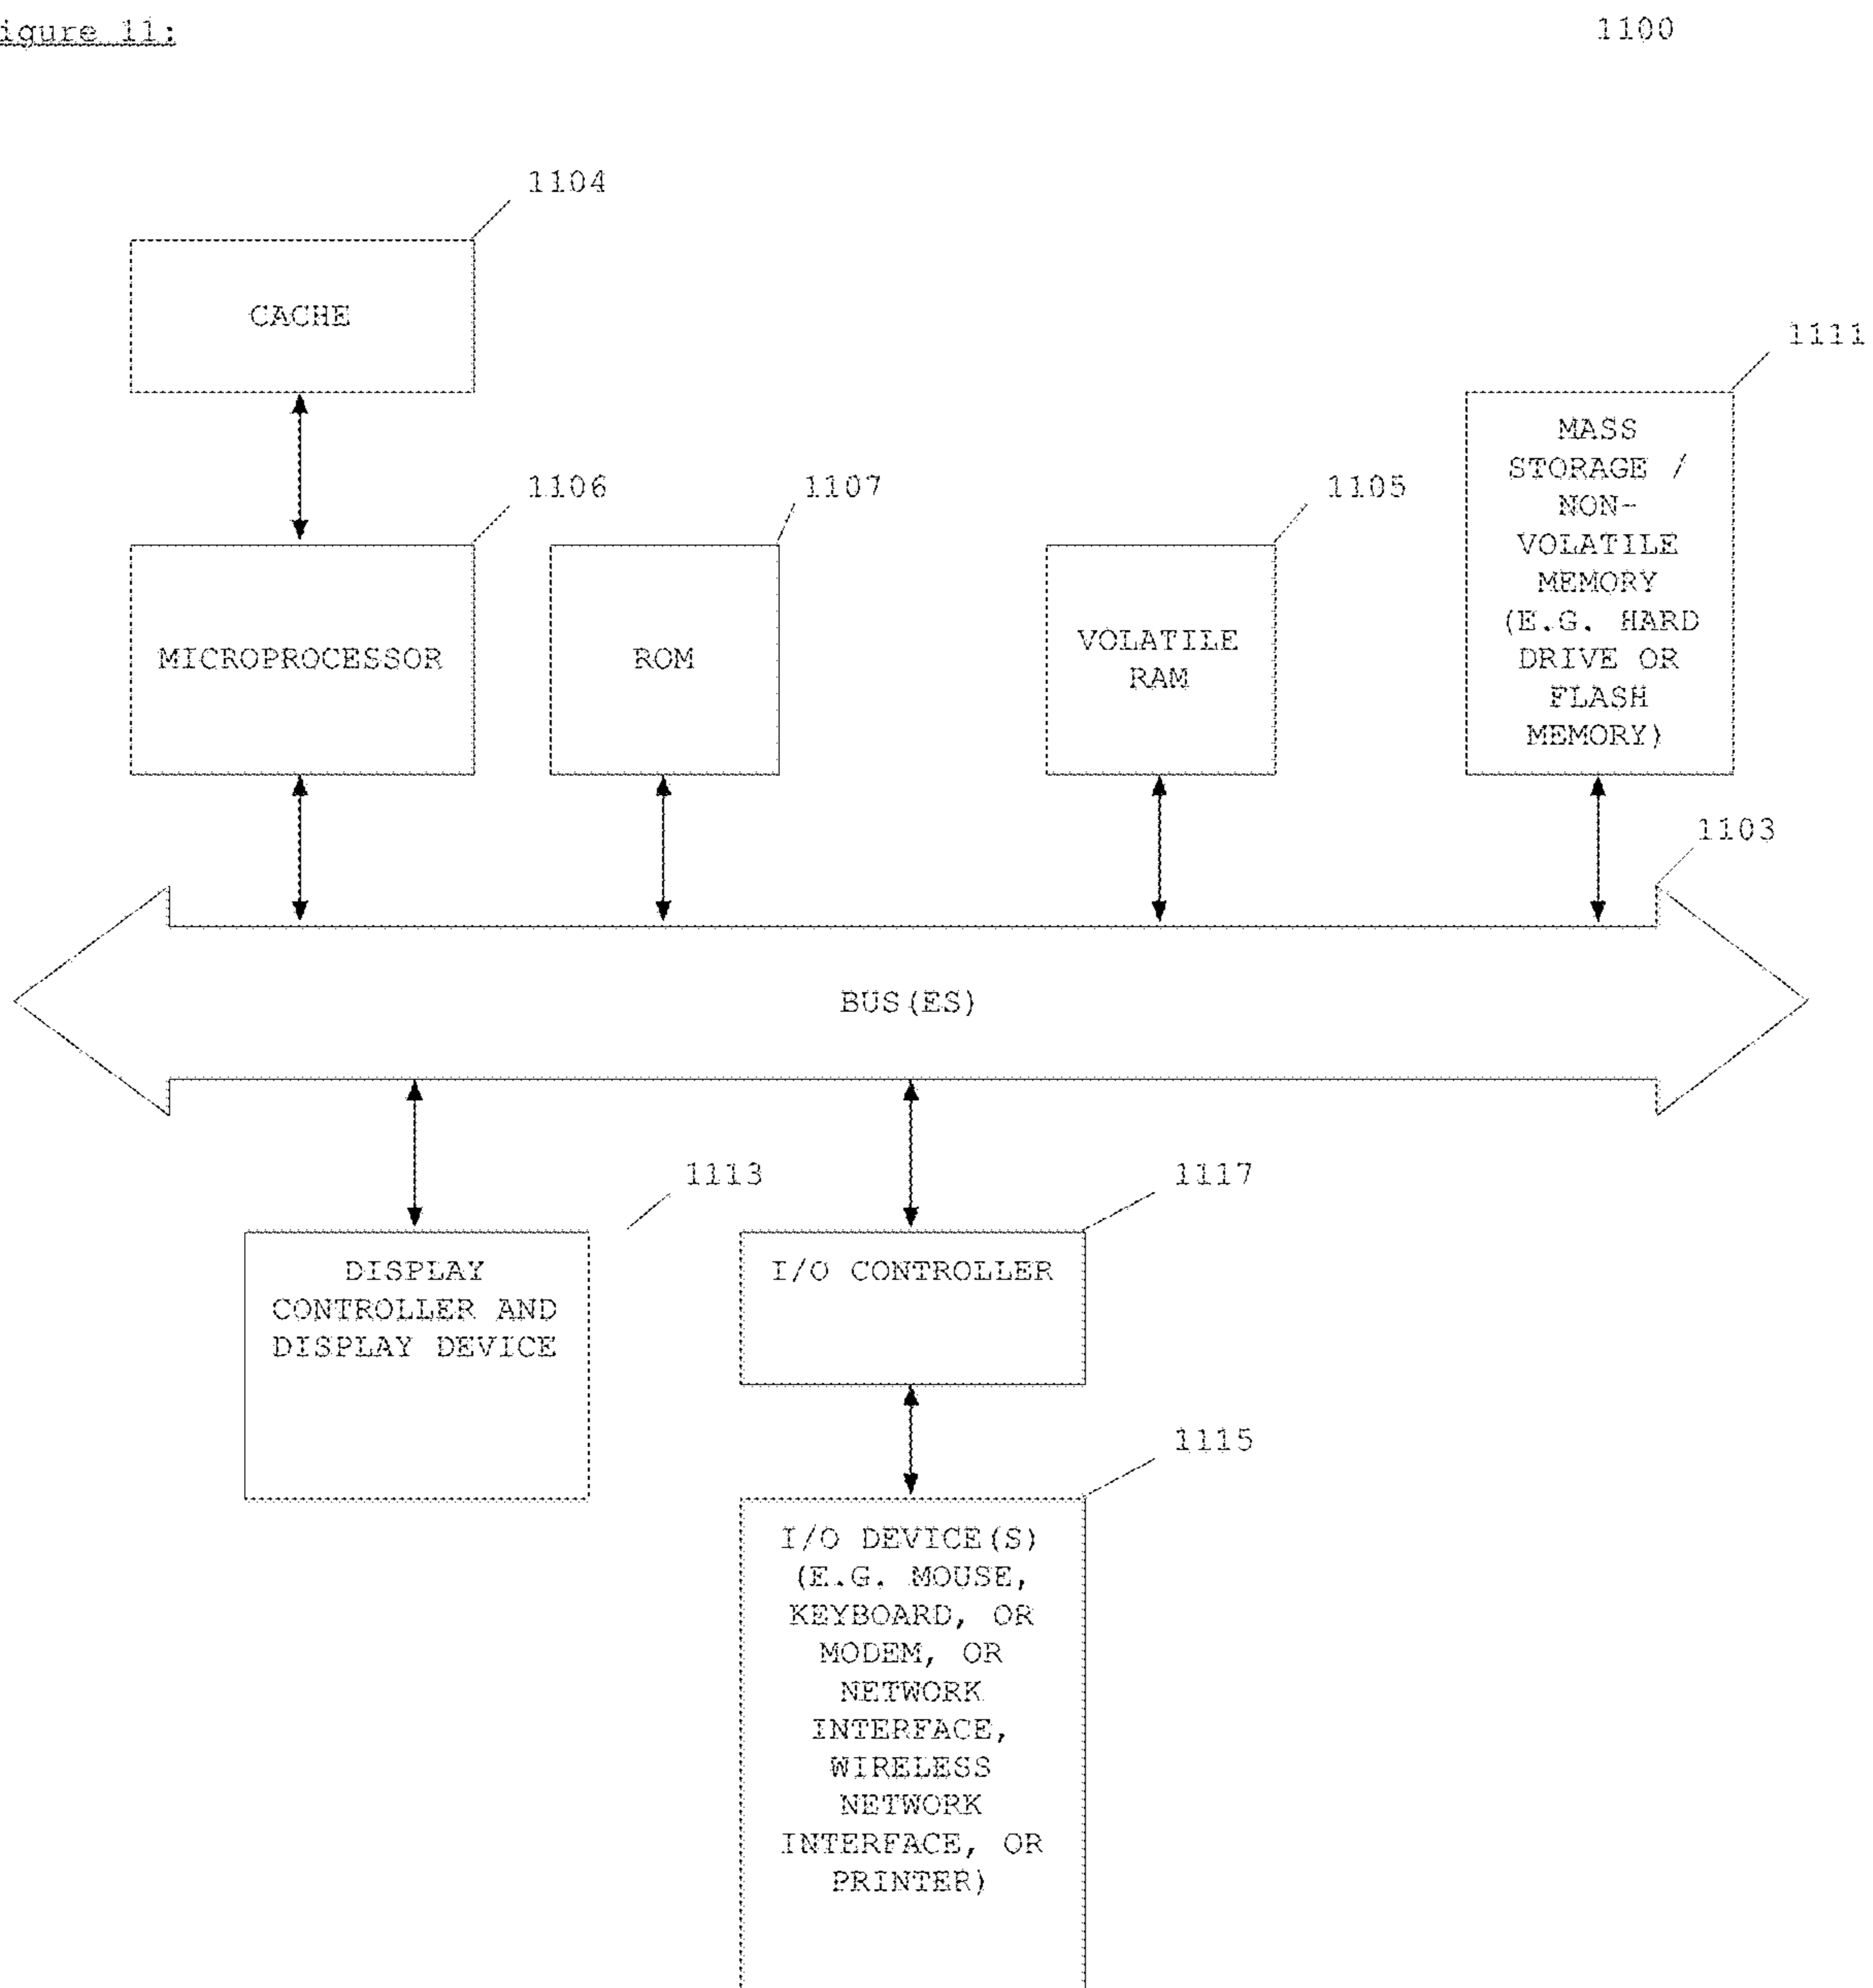 igure 11:
1100
1104
CACHE
1111
MASS
STORAGE /
NON-
VOLATILE
MEMORY
(E.G. HARD
DRIVE OR
FLASH
MEMORY)
1106
1107
1105
MICROPROCESSOR
ROM
VOLATILE
RAM
1103
BUS(ES)
1113
1117
DISPLAY
CONTROLLER AND
DISPLAY DEVICE
I/O CONTROLLER
1115
I/O DEVICE(S)
(E.G. MOUSE,
KEYBOARD, OR
MODEM, OR
NETWORK
INTERFACE,
WIRELESS
NETWORK
INTERFACE, OR
PRINTER)